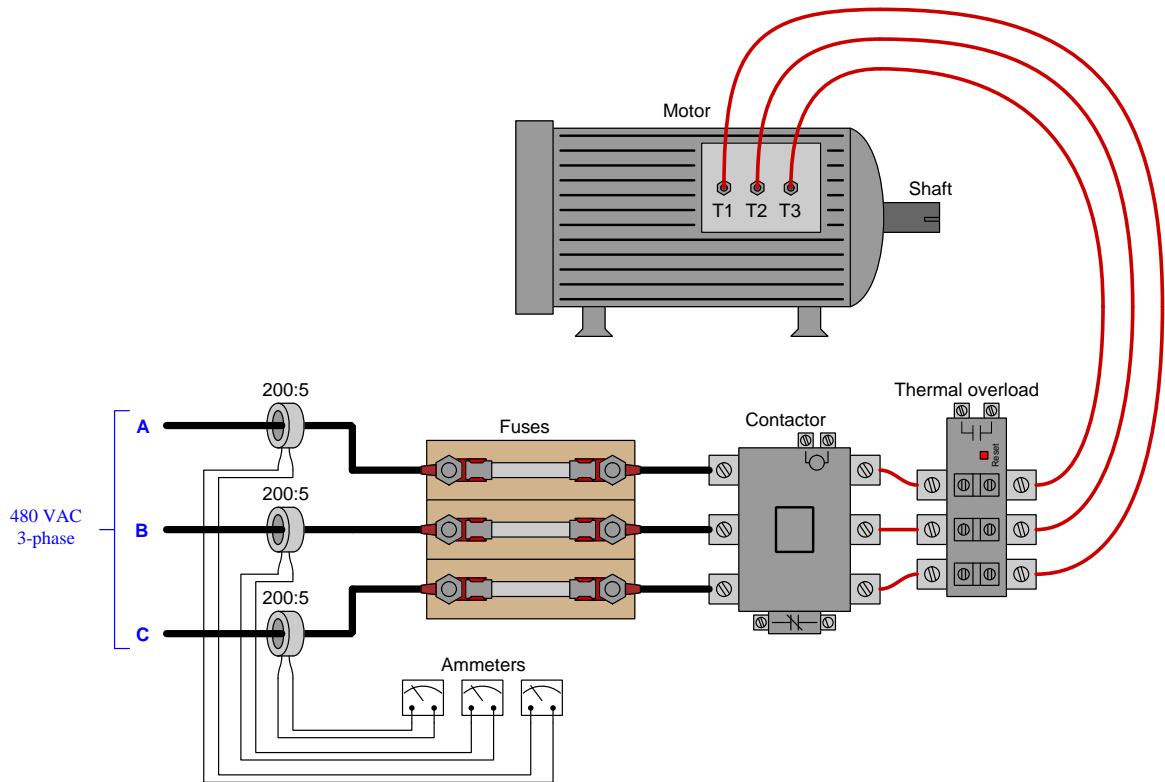 Motor
Shaft
T1 T2 T3
200:5
Thermal overload
A
Fuses
Contactor
Reset
200:5
480 VAC
3-phase
B
200:5
C
Ammeters